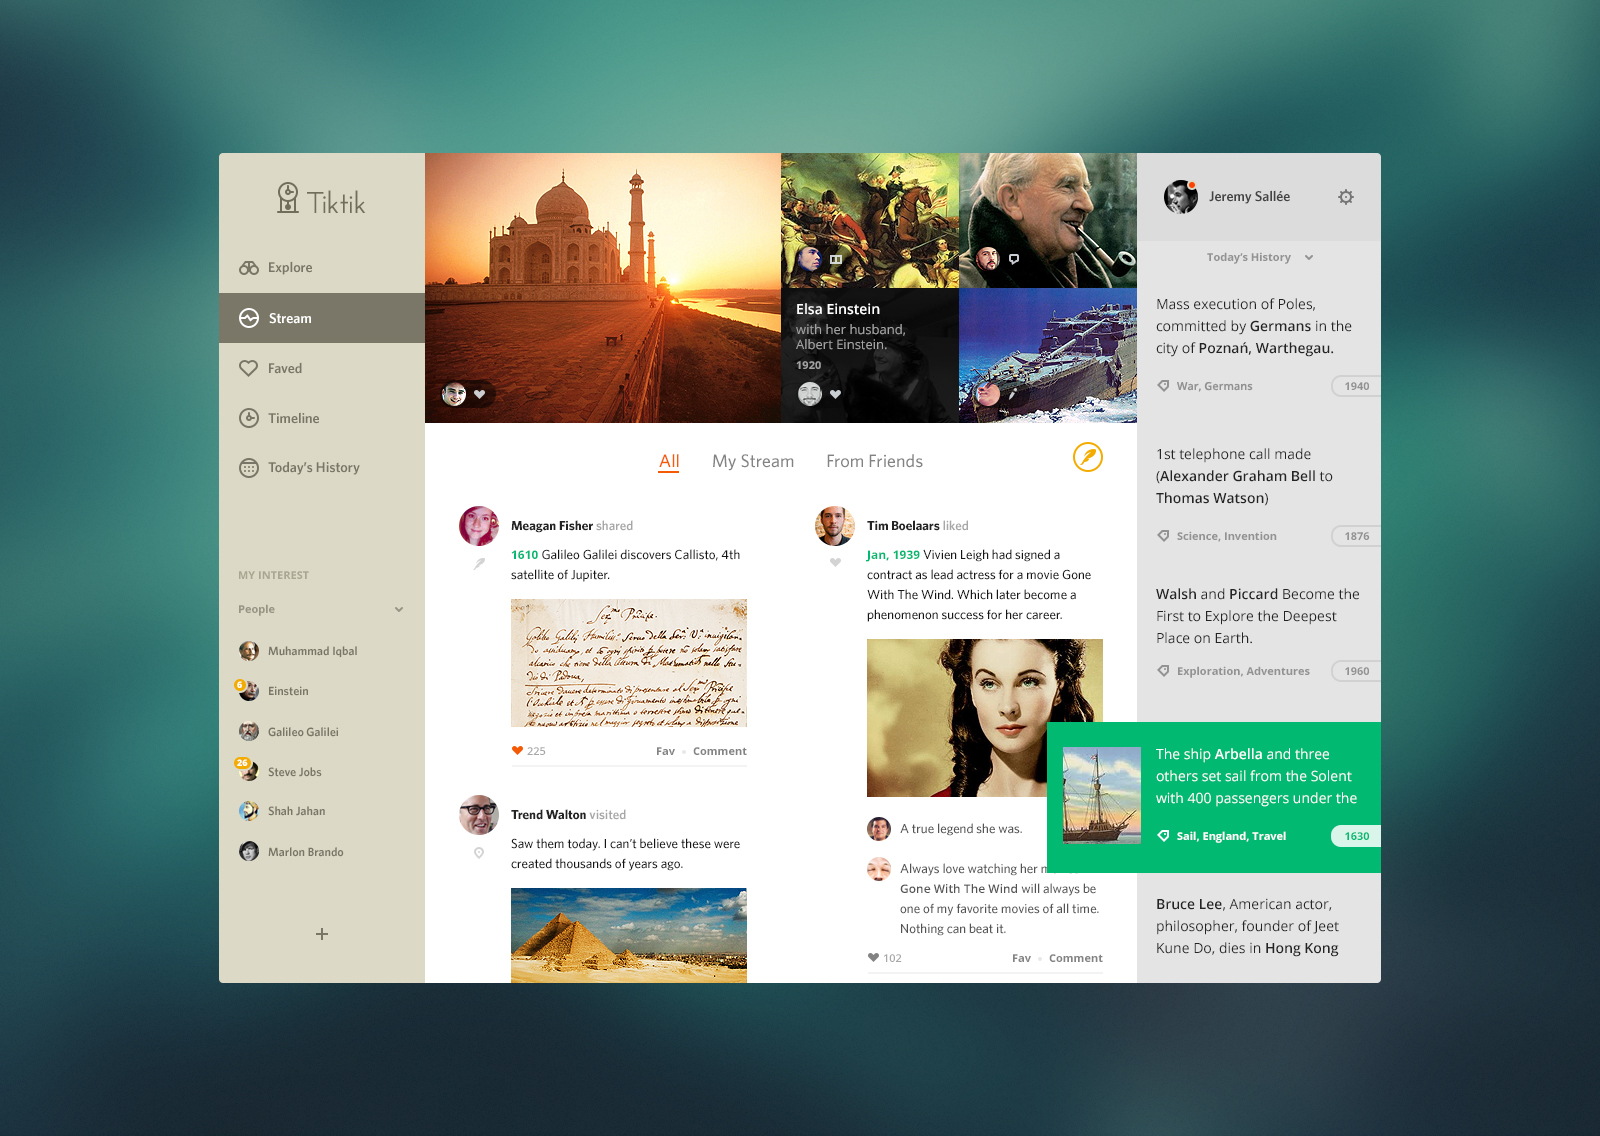 Tiktik
Explore
Stream
Faved
Timeline
Today's History
MY INTEREST
People
Muhammad Iqbal
6
Einstein
Galileo Galilei
26
Steve Jobs
Shah Jahan
Marlon Brando
+
Elsa Einstein
with her husband,
Albert Einstein.
1920
All
My Stream
From Friends
Meagan Fisher shared
1610 Galileo Galilei discovers Callisto, 4th
satellite of Jupiter.
225
Fav
Comment
Trend Walton visited
Saw them today. I can't believe these were
created thousands of years ago.
Tim Boelaars liked
Jan, 1939 Vivien Leigh had signed a
contract as lead actress for a movie Gone
With The Wind. Which later become a
phenomenon success for her career.
A true legend she was.
Always love watching her
Gone With The Wind will always be
one of my favorite movies of all time.
Nothing can beat it.
102
Fav
Comment
Jeremy Sallée
Today's History
Mass execution of Poles,
committed by Germans in the
city of Poznań, Warthegau.
War, Germans
1940
1st telephone call made
(Alexander Graham Bell to
Thomas Watson)
Science, Invention
1876
Walsh and Piccard Become the
First to Explore the Deepest
Place on Earth.
Exploration, Adventures
1960
The ship Arbella and three
others set sail from the Solent
with 400 passengers under the
Sail, England, Travel
1630
Bruce Lee, American actor,
philosopher, founder of Jeet
Kune Do, dies in Hong Kong